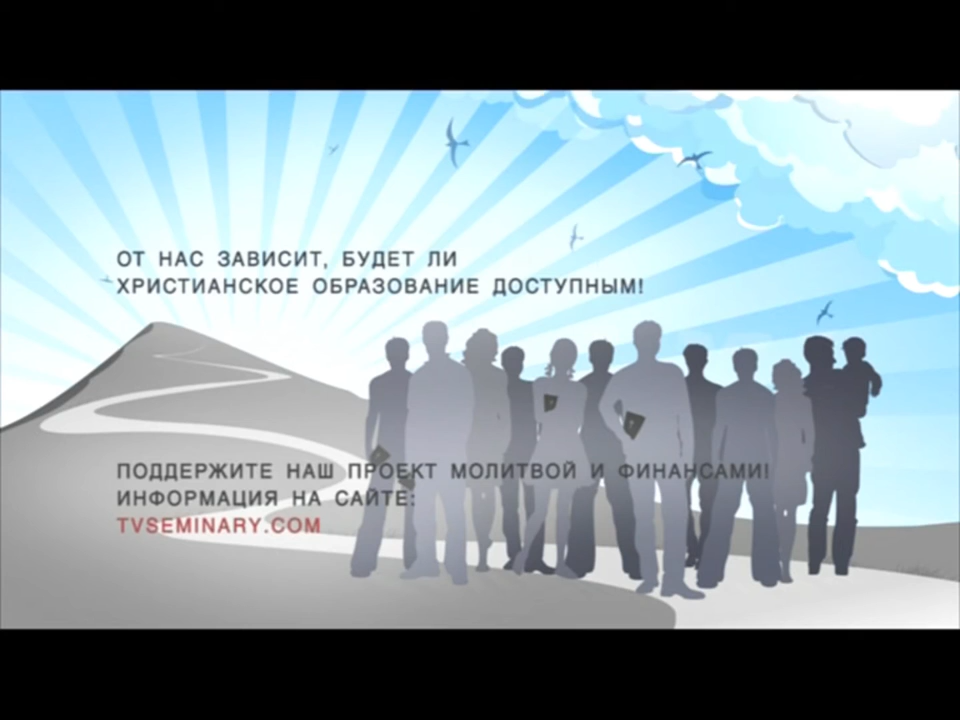 ОТ НАС ЗАВИСИТ, БУДЕТ ЛИ
ХРИСТИАНСКОЕ ОБРАЗОВАНИЕ ДОСТУПНЫМ!
ПОДДЕРЖИТЕ НАШ ПРОЕКТ МОЛИТВОЙ И ФИНАНСАМИ!
ИНФОРМАЦИЯ НА САЙТЕ:
TVSEMINARY.COM